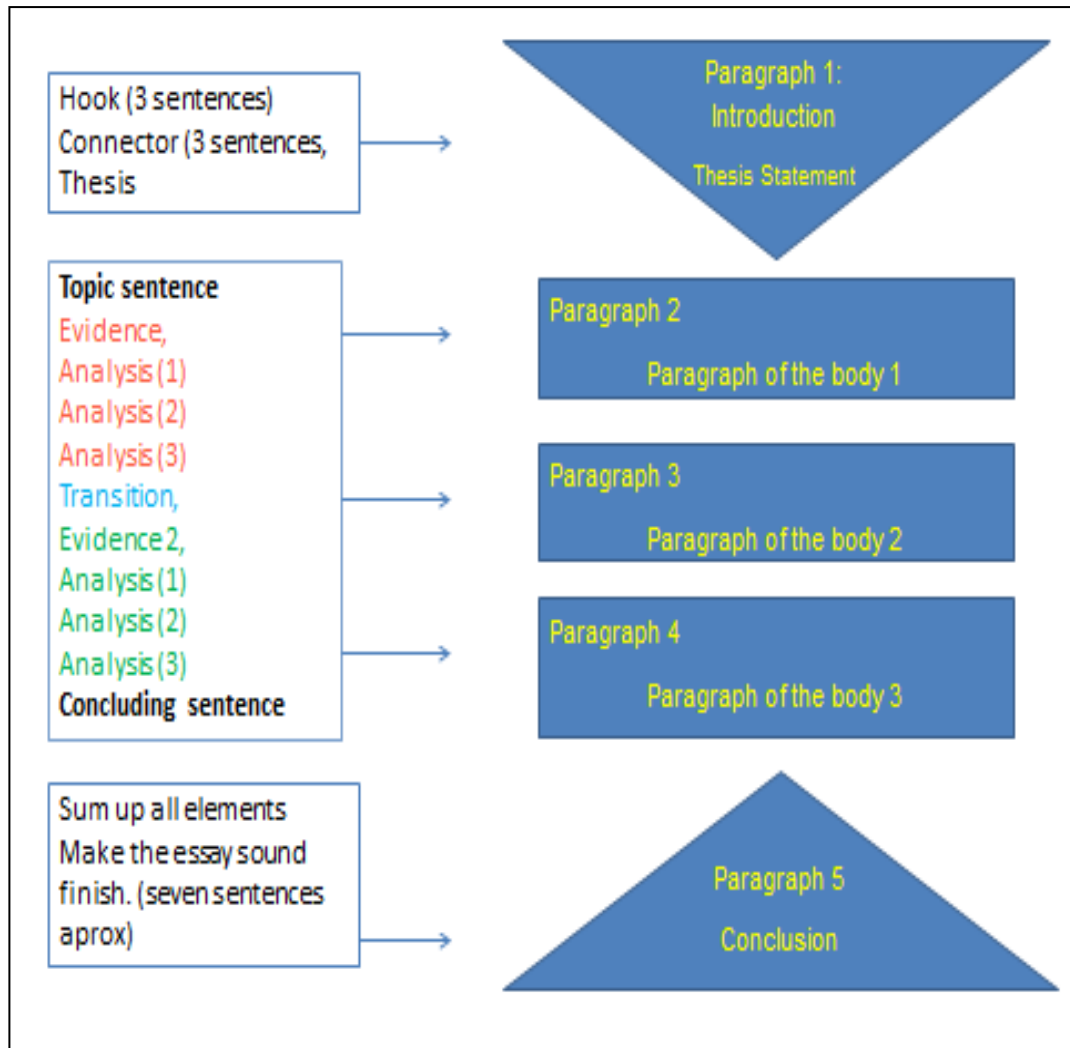 Hook (3 sentences)
Connector (3 sentences,
Thesis
Paragraph 1:
Introduction
Thesis Statement
Topic sentence
Evidence,
Analysis (1)
Analysis (2)
Analysis (3)
Transition,
Evidence 2,
Analysis (1)
Analysis (2)
Analysis (3)
Concluding sentence
Paragraph 2
Paragraph of the body 1
Paragraph 3
Paragraph of the body 2
Paragraph 4
Paragraph of the body 3
Sum up all elements
Make the essay sound
finish. (seven sentences
aprox)
Paragraph 5
Conclusion